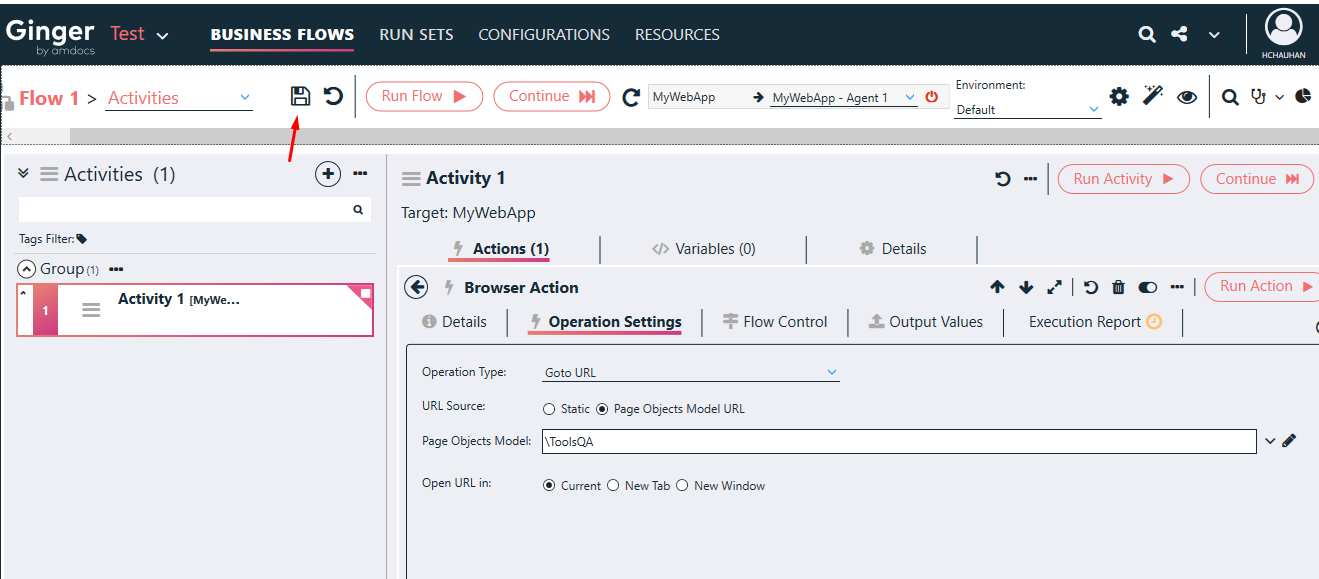 Ginger Test BUSINESS FLOWS RUN SETS CONFIGURATIONS RESOURCES
by amdocs
HCHAUHAN
Flow 1 > Activities Run Flow Continue MyWebApp MyWebApp - Agent 1 Environment:
Default
Activities (1)
Tags Filter:
Group (1)
1 Activity 1 [MyWe...
Activity 1 Run Activity Continue
Target: MyWebApp
Actions (1) Variables (0) Details
Browser Action Run Action
Details Operation Settings Flow Control Output Values Execution Report
Operation Type: Goto URL
URL Source: Static Page Objects Model URL
Page Objects Model: \ToolsQA
Open URL in: Current New Tab New Window